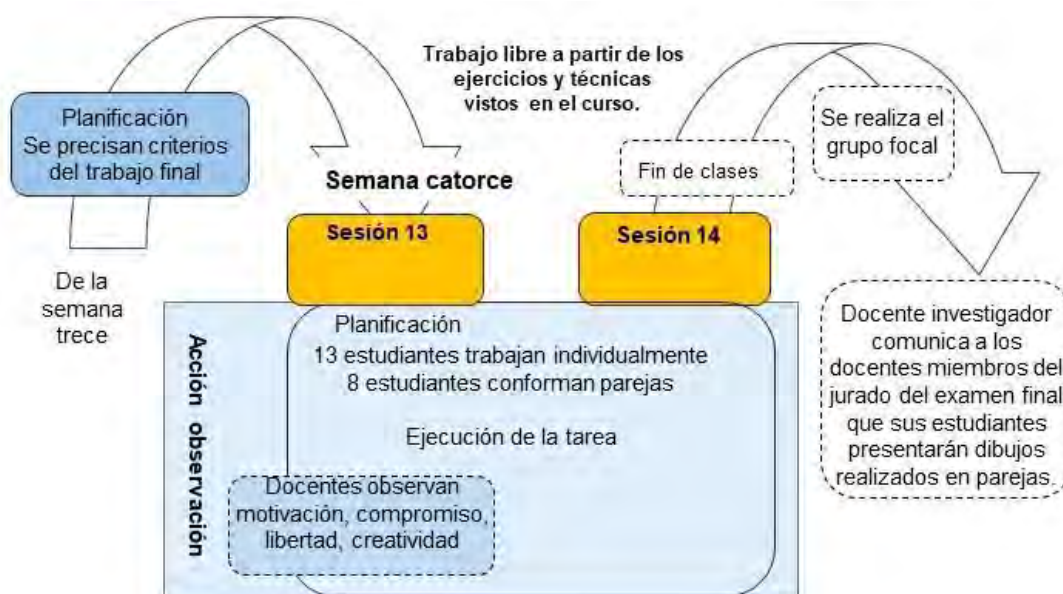 Trabajo libre a partir de los
ejercicios y técnicas
vistos en el curso.
Planificación
Se precisan criterios
del trabajo final
De la
semana
trece
Semana catorce
Sesión 13
Sesión 14
Fin de clases
Se realiza el
grupo focal
Docente investigador
comunica a los
docentes miembros del
jurado del examen final
que sus estudiantes
presentarán dibujos
realizados en parejas.
Acción observación
Planificación
13 estudiantes trabajan individualmente
8 estudiantes conforman parejas
Ejecución de la tarea
Docentes observan
motivación, compromiso,
libertad, creatividad